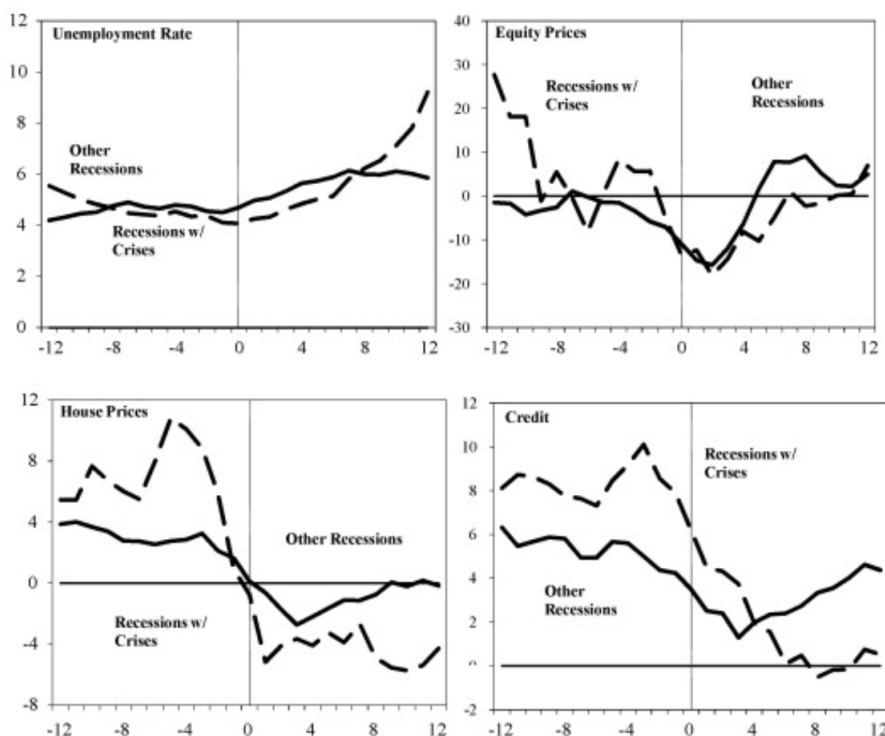 Unemployment Rate
12
10
8
6
4
2
0
Other
Recessions
Recessions w/
Crises
-12 -8 -4 0 4 8 12
Equity Prices
40
30
20
10
0
-10
-20
-30
Recessions w/
Crises
Other
Recessions
-12 -8 -4 0 4 8 12
House Prices
12
8
4
0
-4
-8
Other Recessions
Recessions w/
Crises
-12 -8 -4 0 4 8 12
Credit
12
10
8
6
4
2
0
-2
Recessions w/
Crises
Other
Recessions
-12 -8 -4 0 4 8 12